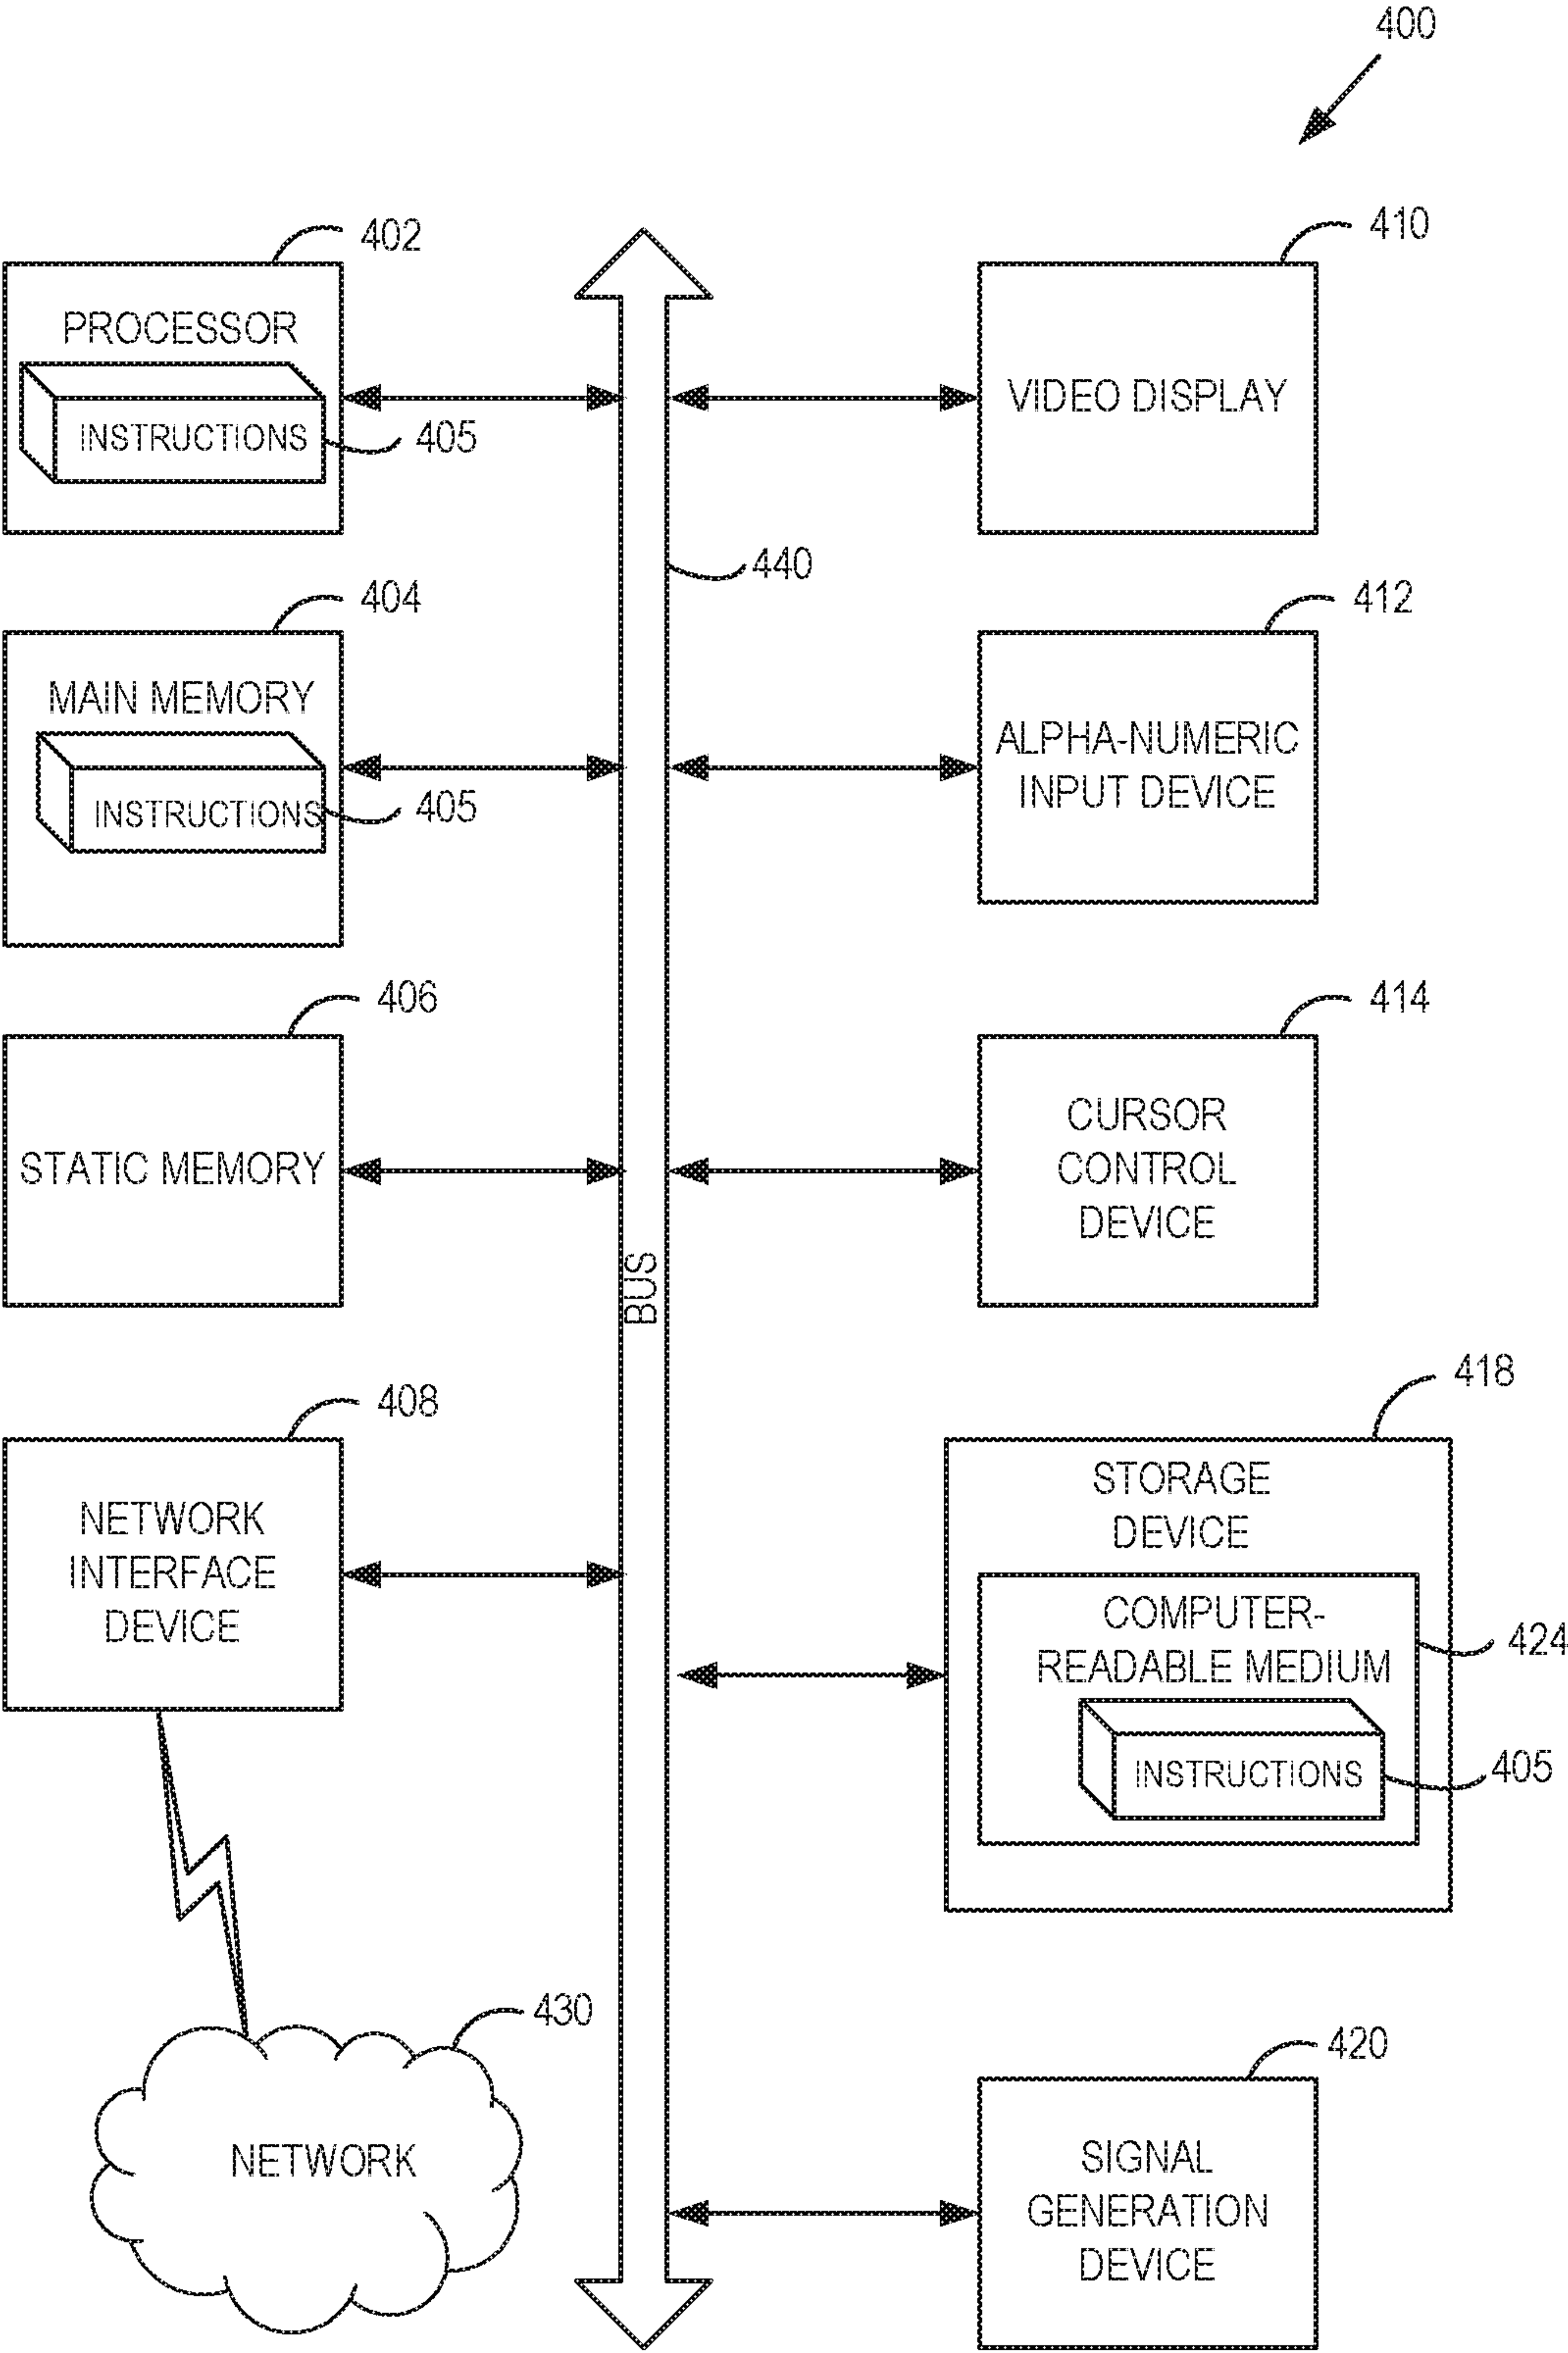 400
402
PROCESSOR
INSTRUCTIONS
405
410
VIDEO DISPLAY
440
404
MAIN MEMORY
INSTRUCTIONS
405
412
ALPHA-NUMERIC
INPUT DEVICE
406
STATIC MEMORY
414
CURSOR
CONTROL
DEVICE
BUS
408
NETWORK
INTERFACE
DEVICE
418
STORAGE
DEVICE
COMPUTER-
READABLE MEDIUM
424
INSTRUCTIONS
405
430
NETWORK
420
SIGNAL
GENERATION
DEVICE